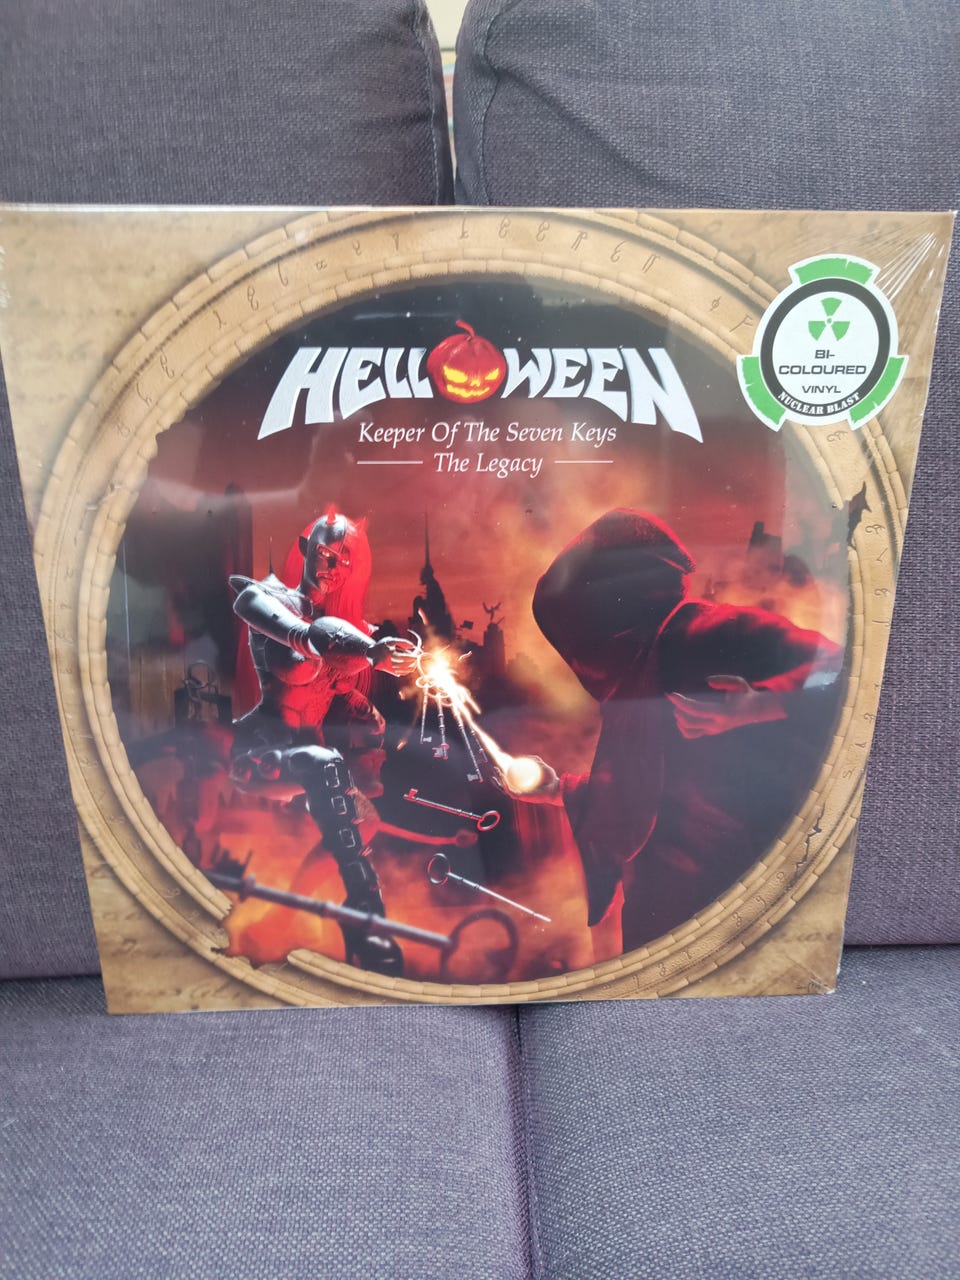 HELLOWEEN
Keeper Of The Seven Keys
The Legacy
BI-
COLOURED
VINYL
NUCLEAR BLAST